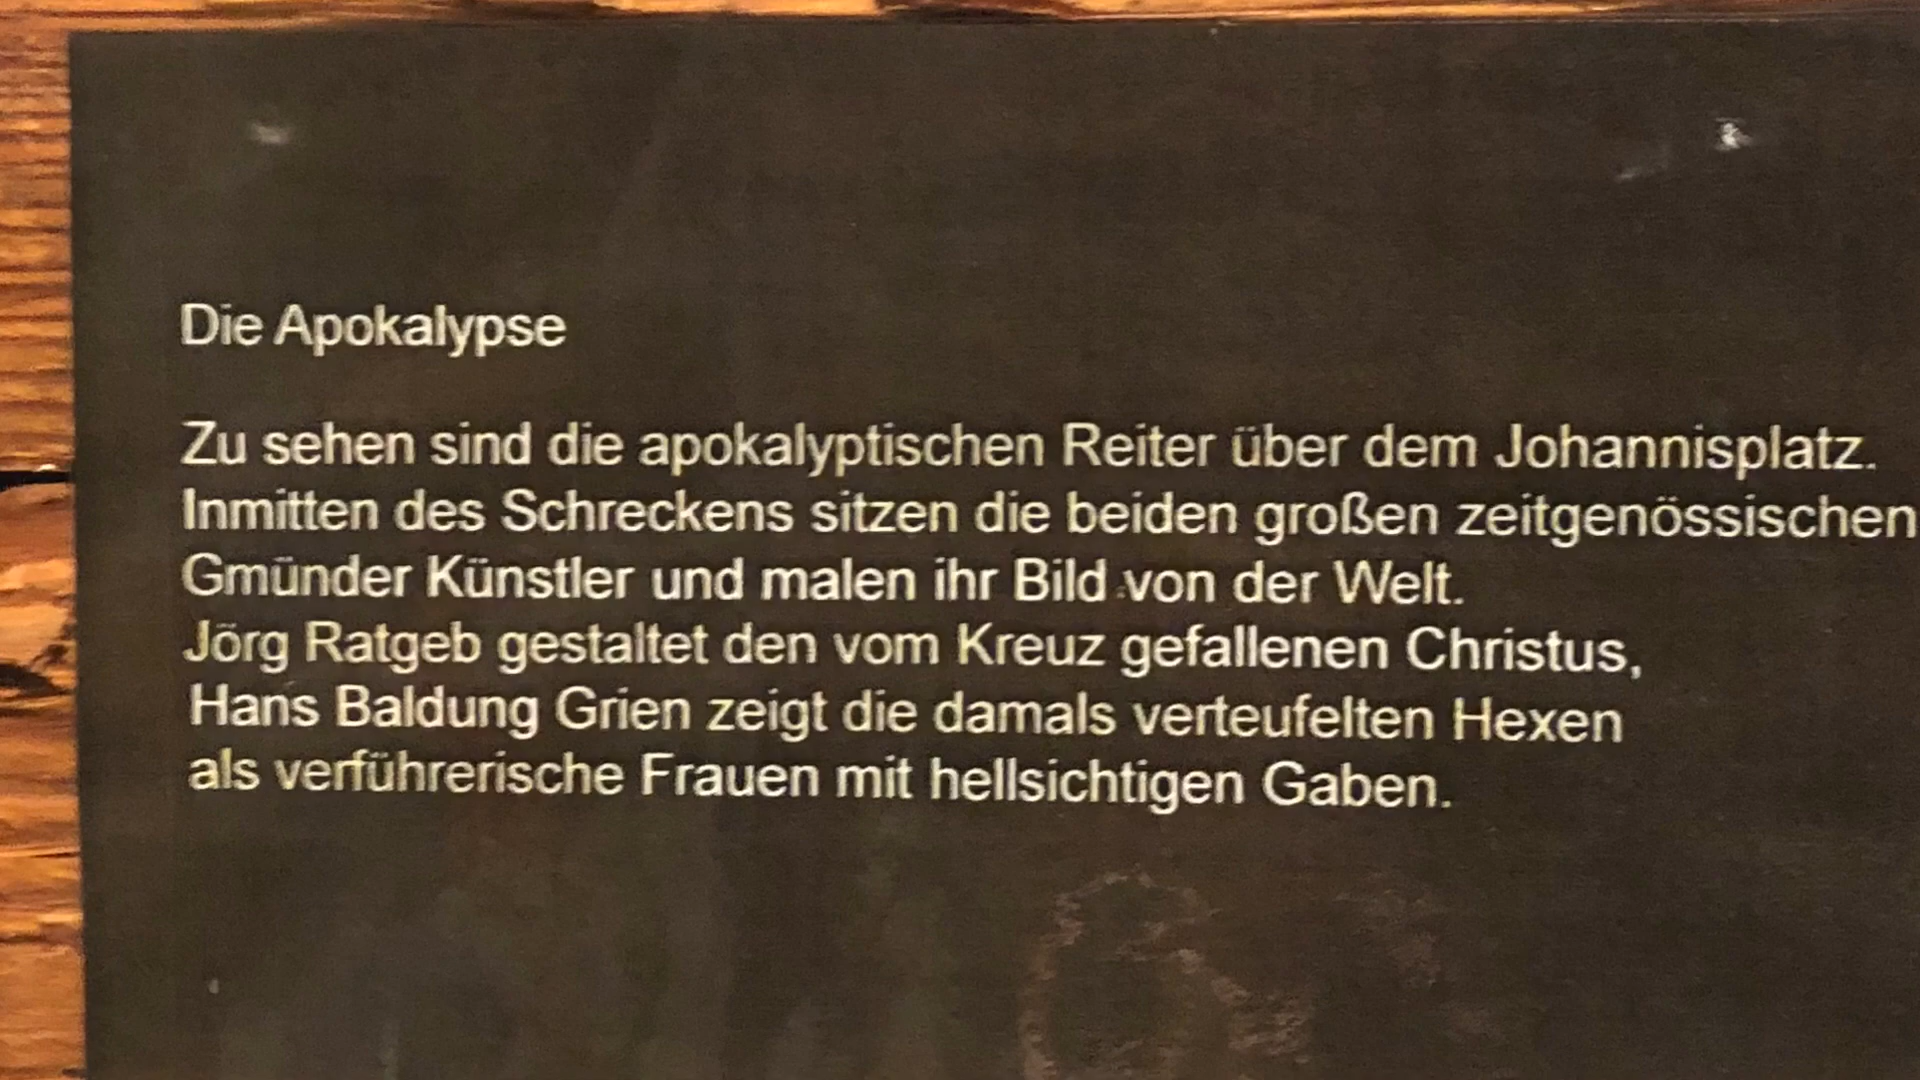 Die Apokalypse
Zu sehen sind die apokalyptischen Reiter über dem Johannisplatz.
Inmitten des Schreckens sitzen die beiden großen zeitgenössischen
Gmünder Künstler und malen ihr Bild von der Welt.
Jörg Ratgeb gestaltet den vom Kreuz gefallenen Christus,
Hans Baldung Grien zeigt die damals verteufelten Hexen
als verführerische Frauen mit hellsichtigen Gaben.